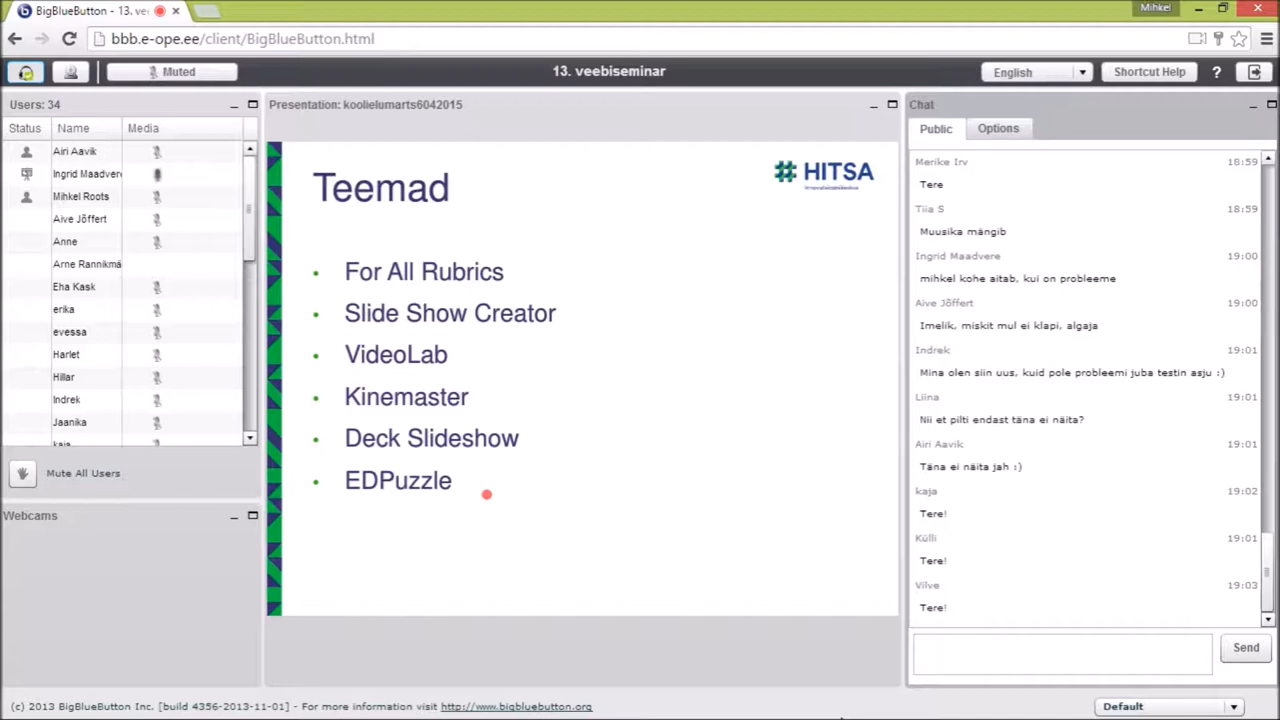 BigBlueButton - 13. ve
Mihkel
bbb.e-ope.ee/client/BigBlueButton.html
Muted
13. veebiseminar
English
Shortcut Help
?
Users: 34
Status Name Media
Airi Aavik
Ingrid Maadvere
Mihkel Roots
Aive Jõffert
Anne
Arne Rannikmä
Eha Kask
erika
evessa
Harlet
Hillar
Indrek
Jaanika
kaja
Mute All Users
Webcams
Presentation: koolielumarts6042015
HITSA
Teemad
• For All Rubrics
• Slide Show Creator
• VideoLab
• Kinemaster
• Deck Slideshow
• EDPuzzle
Chat
Public Options
Merike Irv 18:59
Tere
Tiia S 18:59
Muusika mängib
Ingrid Maadvere 19:00
mihkel kohe aitab, kui on probleeme
Aive Jõffert 19:00
Imelik, miskit mul ei klapi, algaja
Indrek 19:01
Mina olen siin uus, kuid pole probleemi juba testin asju :)
Liina 19:01
Nii et pilti endast täna ei näita?
Airi Aavik 19:01
Täna ei näita jah :)
kaja 19:02
Tere!
Külli 19:01
Tere!
Vilve 19:03
Tere!
Send
(c) 2013 BigBlueButton Inc. [build 4356-2013-11-01] - For more information visit http://www.bigbluebutton.org
Default